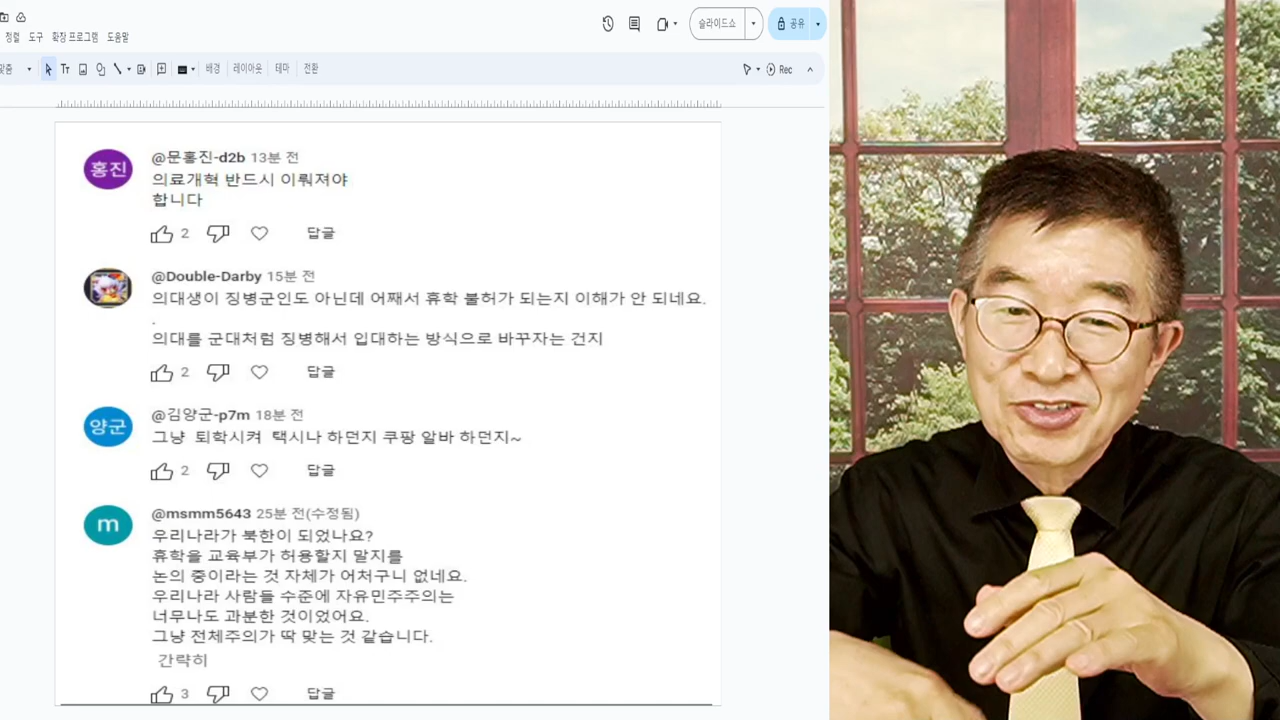 정렬 도구 확장 프로그램 도움말
슬라이드쇼
공유
맞춤
배경 레이아웃 테마 전환
Rec
홍진
@문홍진-d2b 13분 전
의료개혁 반드시 이뤄져야
합니다
2 답글
@Double-Darby 15분 전
의대생이 징병군인도 아닌데 어째서 휴학 불허가 되는지 이해가 안 되네요.
.
의대를 군대처럼 징병해서 입대하는 방식으로 바꾸자는 건지
2 답글
양군
@김양군-p7m 18분 전
그냥 퇴학시켜 택시나 하던지 쿠팡 알바 하던지~
2 답글
m
@msmm5643 25분 전(수정됨)
우리나라가 북한이 되었나요?
휴학을 교육부가 허용할지 말지를
논의 중이라는 것 자체가 어처구니 없네요.
우리나라 사람들 수준에 자유민주주의는
너무나도 과분한 것이었어요.
그냥 전체주의가 딱 맞는 것 같습니다.
간략히
3 답글